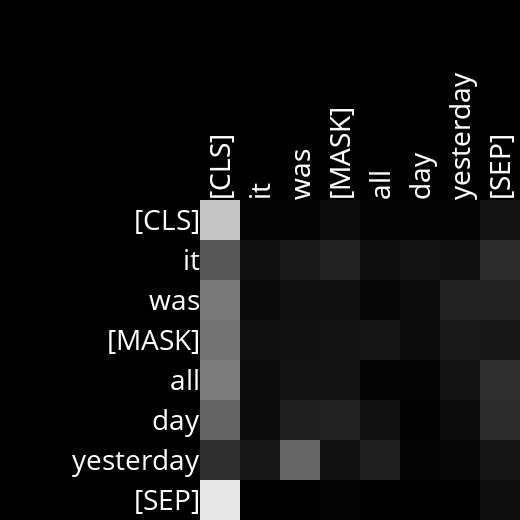 [CLS]
it
was
[MASK]
all
day
yesterday
[SEP]
[CLS]
it
was
[MASK]
all
day
yesterday
[SEP]